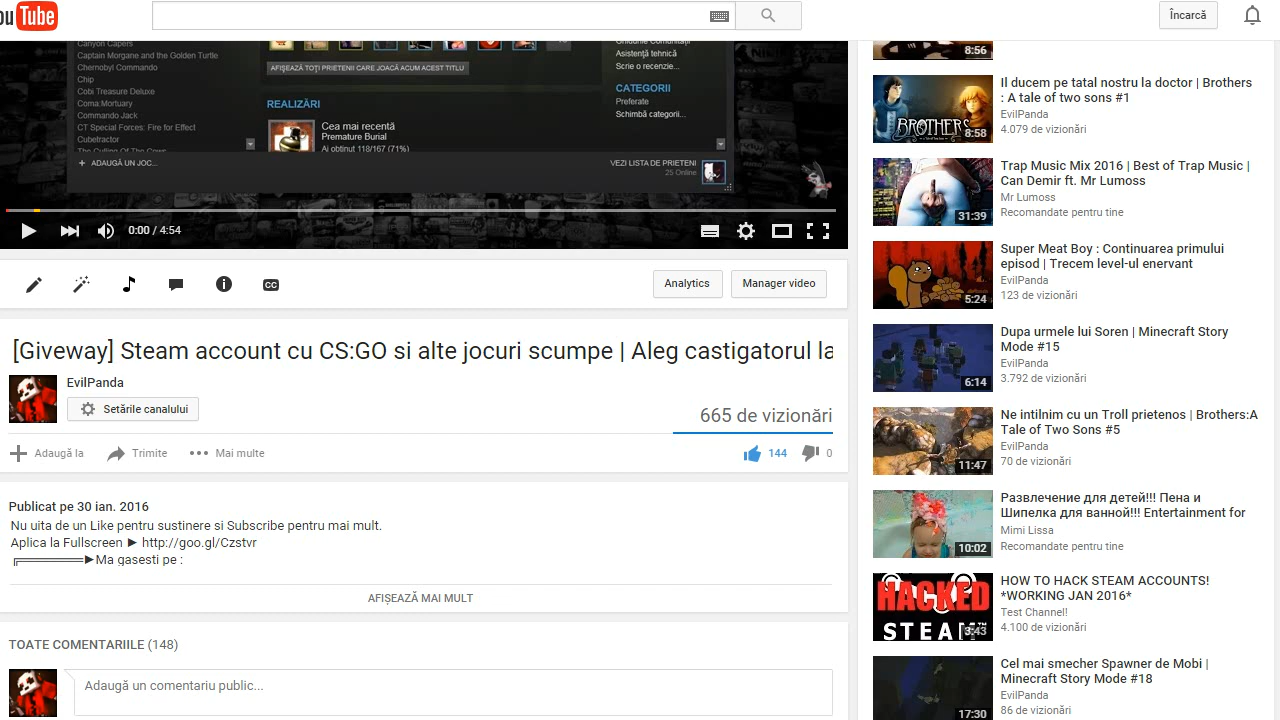 ou Tube
Încarcă
Canyon Capers
Captain Morgane and the Golden Turtle
Chernobyl Commando
Chip
Cobi Treasure Deluxe
Coma:Mortuary
Commando Jack
CT Special Forces: Fire for Effect
Cubetractor
The Culling Of The Cows
+ ADAUGĂ UN JOC...
AFIȘEAZĂ TOȚI PRIETENII CARE JOACĂ ACUM ACEST TITLU
REALIZĂRI
Cea mai recentă
Premature Burial
Ai obținut 118/167 (71%)
Ghidurile Comunității
Asistență tehnică
Scrie o recenzie...
CATEGORII
Preferate
Schimbă categorii...
VEZI LISTA DE PRIETENI
25 Online
0:00 / 4:54
CC
Analytics
Manager video
[Giveway] Steam account cu CS:GO si alte jocuri scumpe | Aleg castigatorul la
EvilPanda
Setările canalului
665 de vizionări
Adaugă la
Trimite
Mai multe
144
0
Publicat pe 30 ian. 2016
Nu uita de un Like pentru sustinere si Subscribe pentru mai mult.
Aplica la Fullscreen ► http://goo.gl/Czstvr
╔═══════►Ma gasesti pe :
AFIȘEAZĂ MAI MULT
TOATE COMENTARIILE (148)
Adaugă un comentariu public...
8:56
BROTHERS
8:58
Il ducem pe tatal nostru la doctor | Brothers
: A tale of two sons #1
EvilPanda
4.079 de vizionări
31:39
Trap Music Mix 2016 | Best of Trap Music |
Can Demir ft. Mr Lumoss
Mr Lumoss
Recomandate pentru tine
5:24
Super Meat Boy : Continuarea primului
episod | Trecem level-ul enervant
EvilPanda
123 de vizionări
6:14
Dupa urmele lui Soren | Minecraft Story
Mode #15
EvilPanda
3.792 de vizionări
11:47
Ne intilnim cu un Troll prietenos | Brothers:A
Tale of Two Sons #5
EvilPanda
70 de vizionări
10:02
Развлечение для детей!!! Пена и
Шипелка для ванной!!! Entertainment for
Mimi Lissa
Recomandate pentru tine
HACKED
STEAM
3:43
HOW TO HACK STEAM ACCOUNTS!
*WORKING JAN 2016*
Test Channel!
4.100 de vizionări
17:30
Cel mai smecher Spawner de Mobi |
Minecraft Story Mode #18
EvilPanda
86 de vizionări